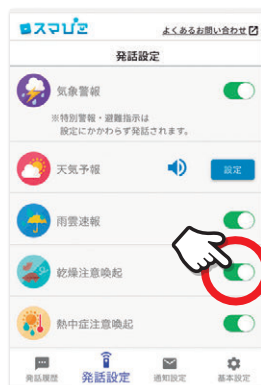 スマぴこ
よくあるお問い合わせ
発話設定
気象警報
※特別警報・避難指示は
設定にかかわらず発話されます。
天気予報
設定
雨雲速報
乾燥注意喚起
熱中症注意喚起
発話履歴
発話設定
通知設定
基本設定